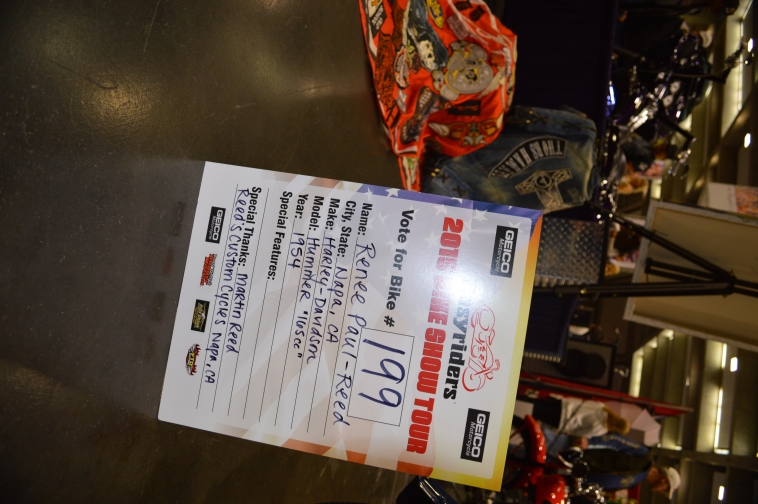 GEICO
Motorcycle
GEICO
Motorcycle
2015 BIKE SHOW TOUR
Vote for Bike # 199
Name: Renee Paul-Reed
City, State: Napa, CA
Make: Harley-Davidson
Model: Hummer "165cc"
Year: 1954
Special Features:
Special Thanks: Martin Reed
Reed's Custom Cycles Napa, CA
GEICO